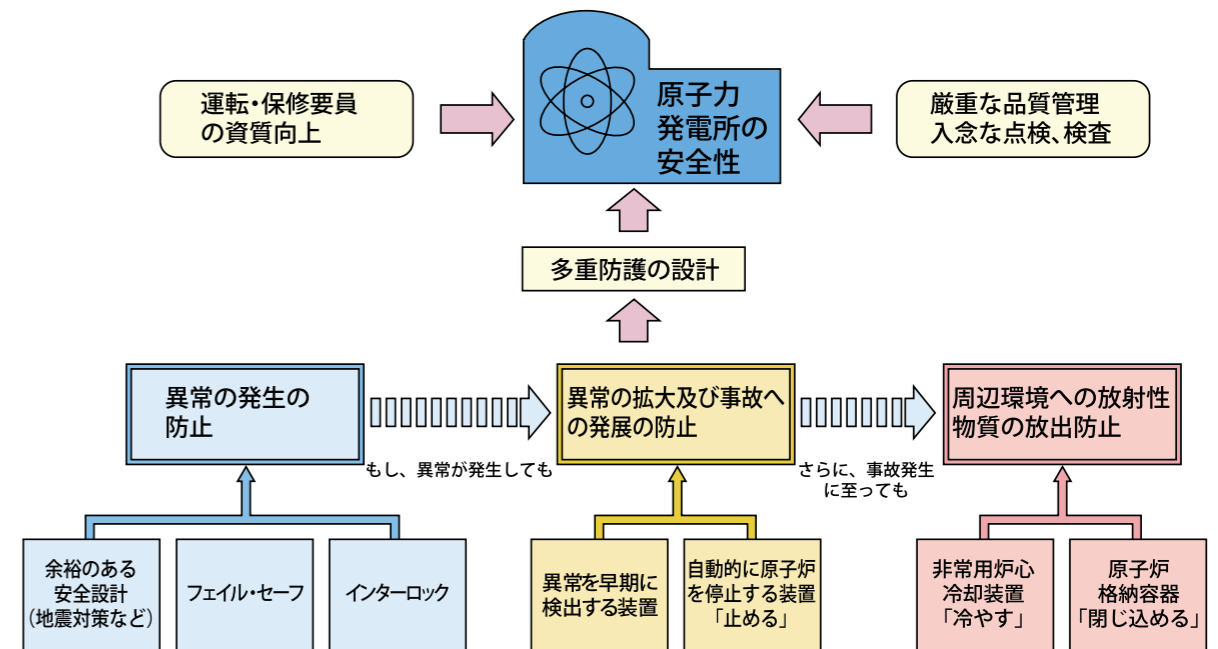 運転・保修要員
の資質向上
原子力
発電所の
安全性
厳重な品質管理
入念な点検、検査
多重防護の設計
異常の発生の
防止
もし、異常が発生しても
異常の拡大及び事故へ
の発展の防止
さらに、事故発生
に至っても
周辺環境への放射性
物質の放出防止
余裕のある
安全設計
(地震対策など)
フェイル・セーフ
インターロック
異常を早期に
検出する装置
自動的に原子炉
を停止する装置
「止める」
非常用炉心
冷却装置
「冷やす」
原子炉
格納容器
「閉じ込める」